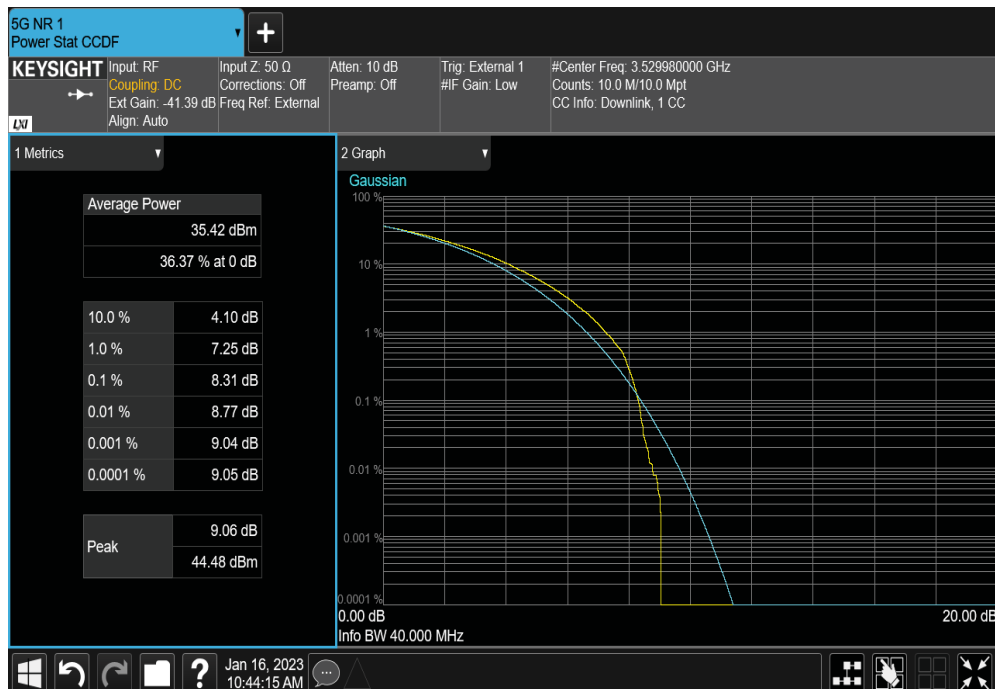 5G NR 1
Power Stat CCDF
+
KEYSIGHT
LXI
Input: RF
Coupling: DC
Ext Gain: -41.39 dB
Align: Auto
Input Z: 50 Ω
Corrections: Off
Freq Ref: External
Atten: 10 dB
Preamp: Off
Trig: External 1
#IF Gain: Low
#Center Freq: 3.529980000 GHz
Counts: 10.0 M/10.0 Mpt
CC Info: Downlink, 1 CC
1 Metrics
Average Power
35.42 dBm
36.37 % at 0 dB
10.0 % 4.10 dB
1.0 % 7.25 dB
0.1 % 8.31 dB
0.01 % 8.77 dB
0.001 % 9.04 dB
0.0001 % 9.05 dB
Peak
9.06 dB
44.48 dBm
2 Graph
Gaussian
100 %
10 %
1 %
0.1 %
0.01 %
0.001 %
0.0001 %
0.00 dB
20.00 dB
Info BW 40.000 MHz
?
Jan 16, 2023
10:44:15 AM